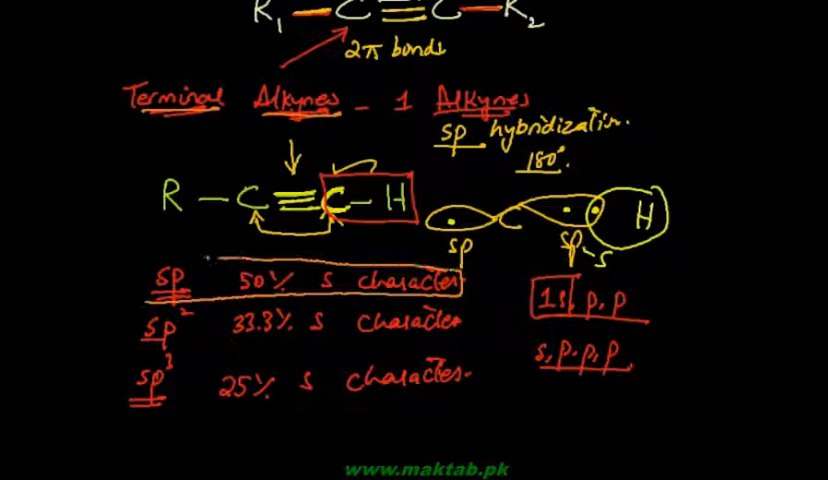 R₁ — C ≡ C — R₂
2π bonds
Terminal Alkynes - 1 Alkynes
sp hybridization.
180°.
R — C ≡ C — H
H
sp sp-s
sp 50% s character
1s, p, p
sp² 33.3% s character
s, p, p, p
sp³ 25% s character.
www.maktab.pk